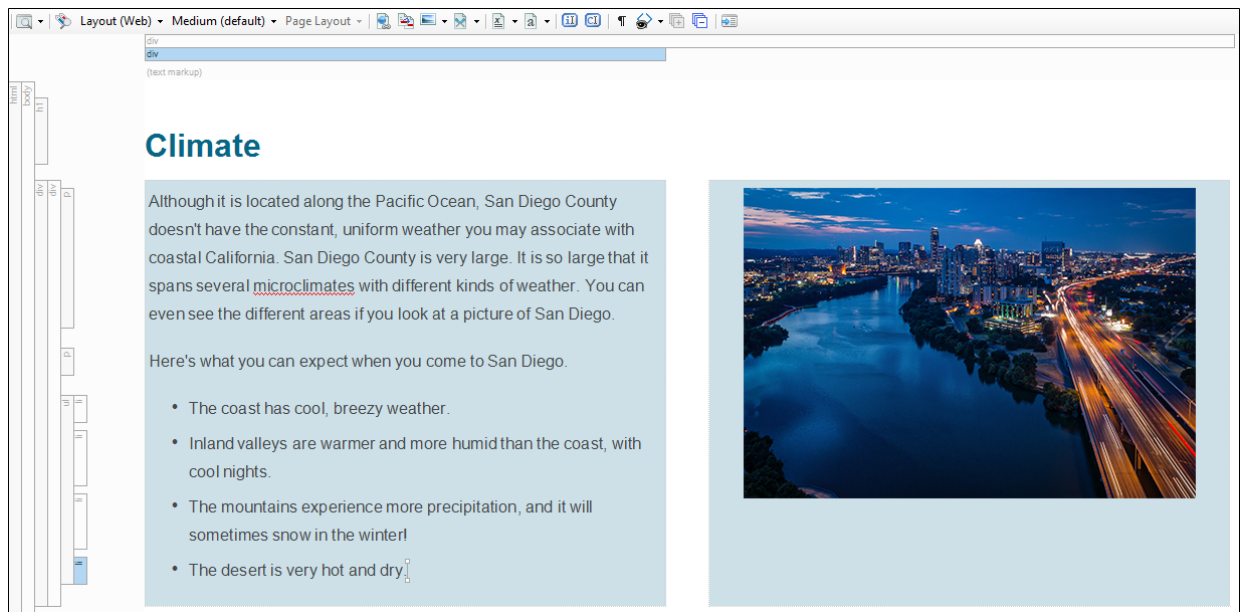 Layout (Web) Medium (default) Page Layout
div
div
(text markup)
html
body
h1
div
div
p
p
ul
li
li
li
li
Climate
Although it is located along the Pacific Ocean, San Diego County
doesn't have the constant, uniform weather you may associate with
coastal California. San Diego County is very large. It is so large that it
spans several microclimates with different kinds of weather. You can
even see the different areas if you look at a picture of San Diego.
Here's what you can expect when you come to San Diego.
• The coast has cool, breezy weather.
• Inland valleys are warmer and more humid than the coast, with
cool nights.
• The mountains experience more precipitation, and it will
sometimes snow in the winter!
• The desert is very hot and dry.